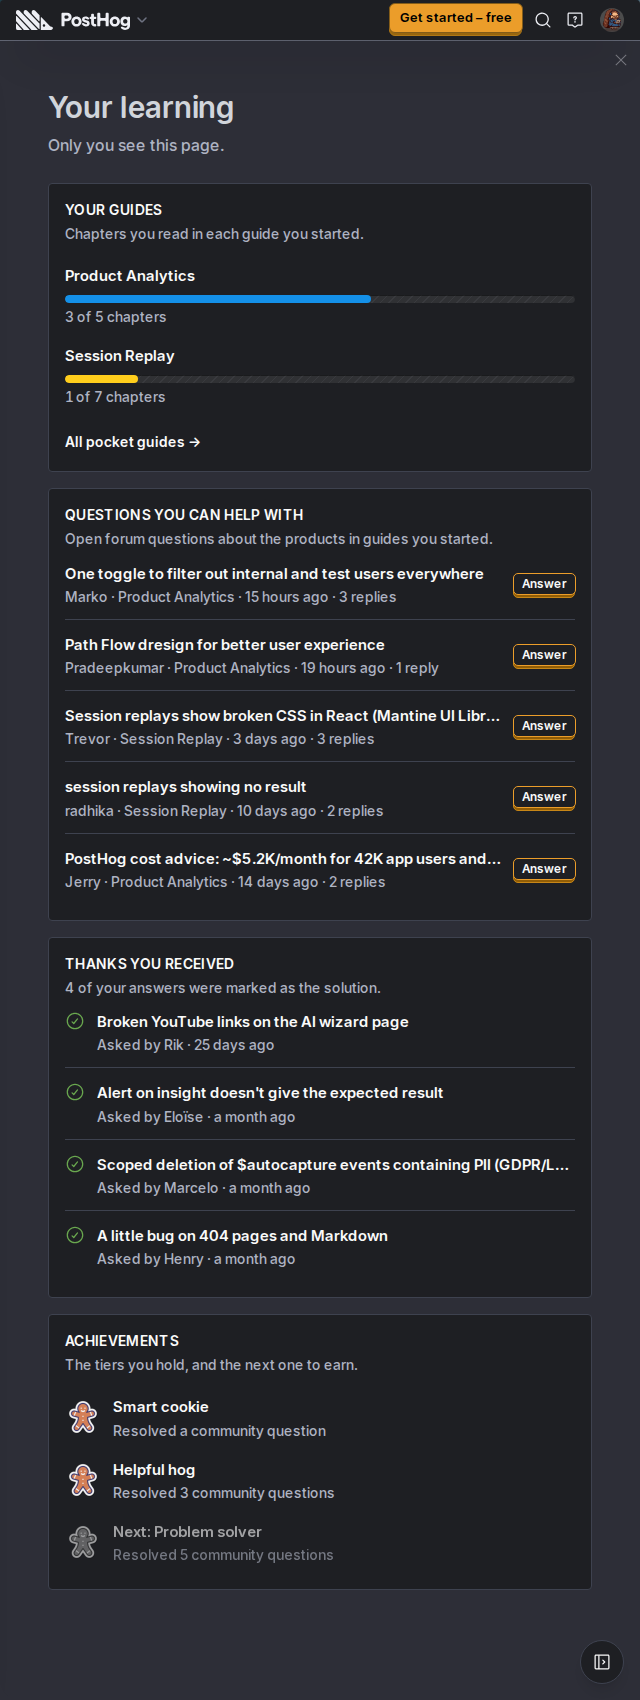 PostHog
Get started – free
Your learning
Only you see this page.
YOUR GUIDES
Chapters you read in each guide you started.
Product Analytics
3 of 5 chapters
Session Replay
1 of 7 chapters
All pocket guides →
QUESTIONS YOU CAN HELP WITH
Open forum questions about the products in guides you started.
One toggle to filter out internal and test users everywhere
Marko · Product Analytics · 15 hours ago · 3 replies
Answer
Path Flow dresign for better user experience
Pradeepkumar · Product Analytics · 19 hours ago · 1 reply
Answer
Session replays show broken CSS in React (Mantine UI Libr...
Trevor · Session Replay · 3 days ago · 3 replies
Answer
session replays showing no result
radhika · Session Replay · 10 days ago · 2 replies
Answer
PostHog cost advice: ~$5.2K/month for 42K app users and...
Jerry · Product Analytics · 14 days ago · 2 replies
Answer
THANKS YOU RECEIVED
4 of your answers were marked as the solution.
Broken YouTube links on the AI wizard page
Asked by Rik · 25 days ago
Alert on insight doesn't give the expected result
Asked by Eloïse · a month ago
Scoped deletion of $autocapture events containing PII (GDPR/L...
Asked by Marcelo · a month ago
A little bug on 404 pages and Markdown
Asked by Henry · a month ago
ACHIEVEMENTS
The tiers you hold, and the next one to earn.
Smart cookie
Resolved a community question
Helpful hog
Resolved 3 community questions
Next: Problem solver
Resolved 5 community questions